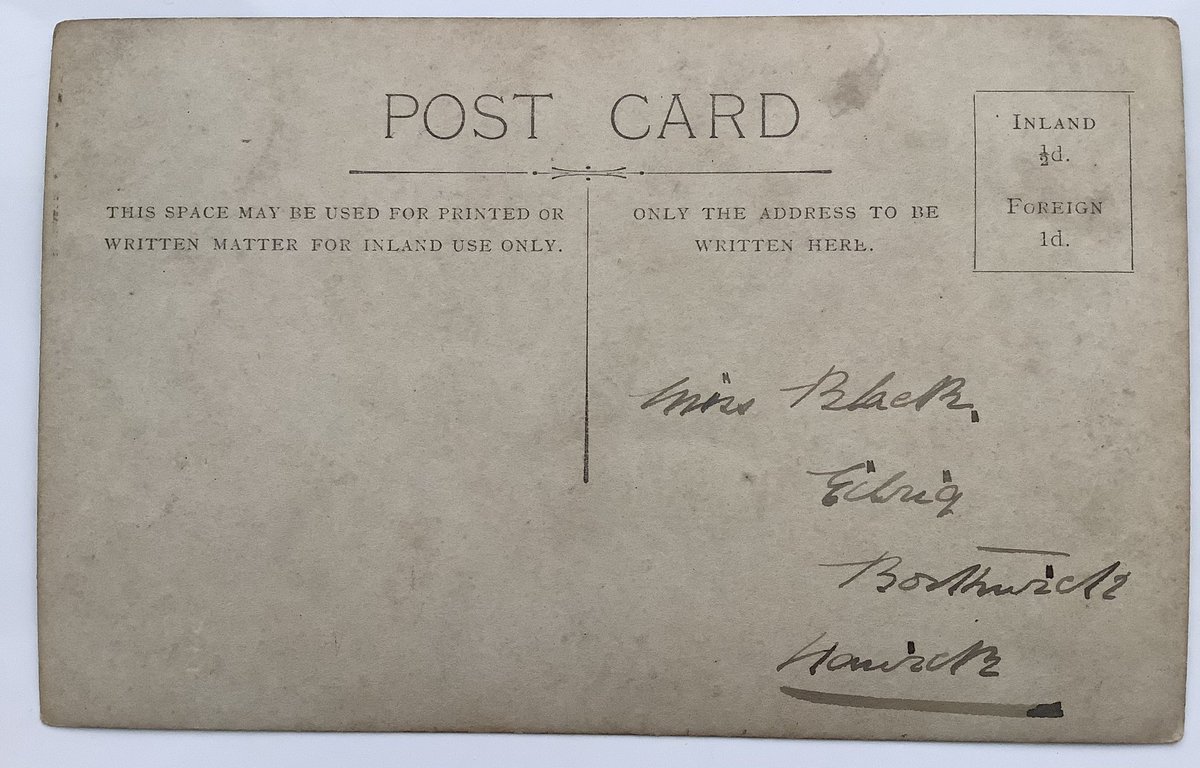 POST CARD
INLAND
½d.
FOREIGN
1d.
THIS SPACE MAY BE USED FOR PRINTED OR
WRITTEN MATTER FOR INLAND USE ONLY.
ONLY THE ADDRESS TO BE
WRITTEN HERE.
Miss Black,
Borthwick
Hawick